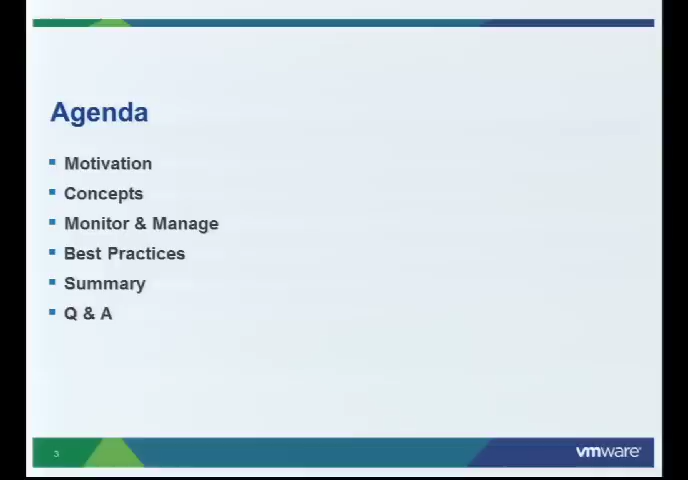 Agenda
Motivation
Concepts
Monitor & Manage
Best Practices
Summary
Q & A
3
vmware